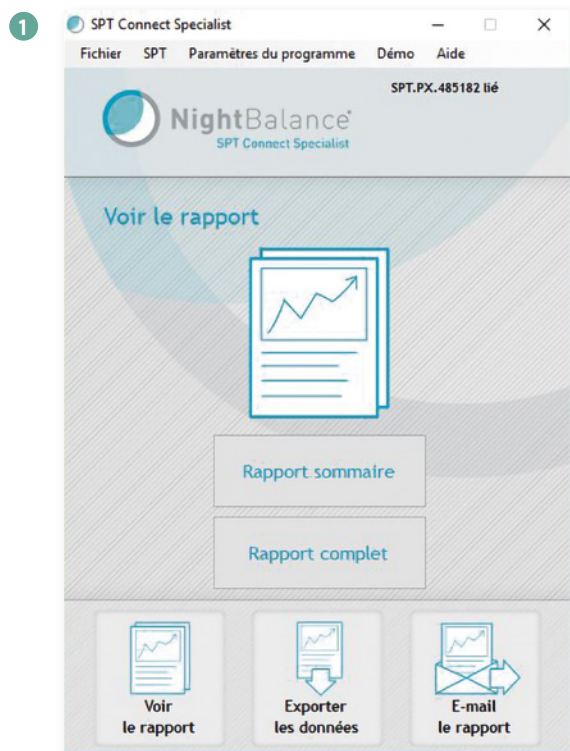 1
SPT Connect Specialist
Fichier SPT Paramètres du programme Démo Aide
SPT.PX.485182 lié
NightBalance
SPT Connect Specialist
Voir le rapport
Rapport sommaire
Rapport complet
Voir
le rapport
Exporter
les données
E-mail
le rapport